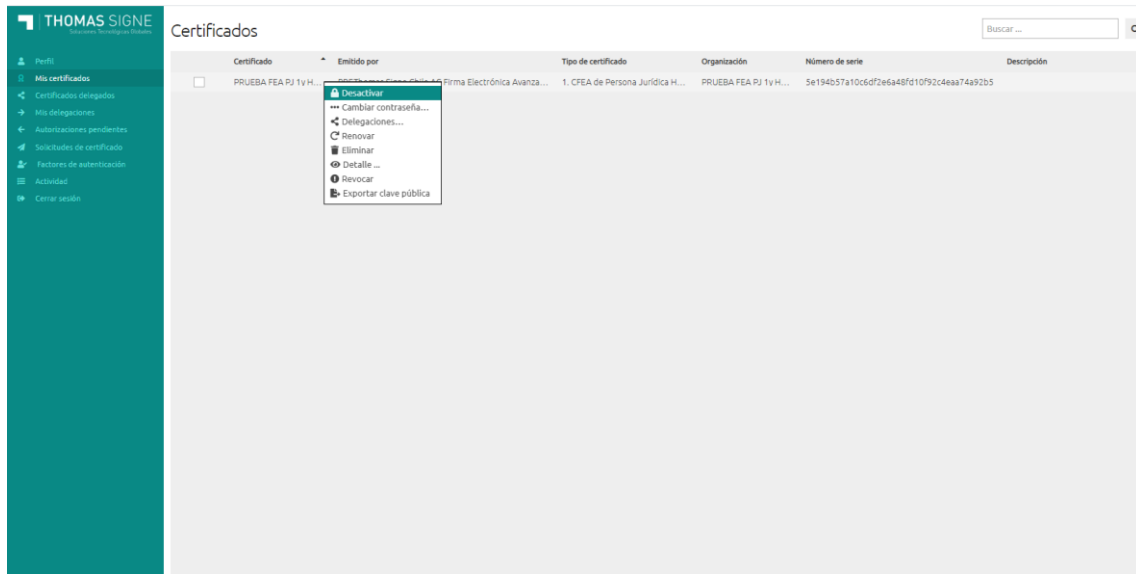 THOMAS SIGNE
Soluciones Tecnológicas Globales
Perfil
Mis certificados
Certificados delegados
Mis delegaciones
Autorizaciones pendientes
Solicitudes de certificado
Factores de autenticación
Actividad
Cerrar sesión
Certificados
Buscar ...
Certificado Emitido por Tipo de certificado Organización Número de serie Descripción
PRUEBA FEA PJ 1y H... Firma Electrónica Avanza... 1. CFEA de Persona Jurídica H... PRUEBA FEA PJ 1y H... 5e194b57a10c6df2e6a48fd10f92c4eaa74a92b5
Desactivar
Cambiar contraseña...
Delegaciones...
Renovar
Eliminar
Detalle ...
Revocar
Exportar clave pública